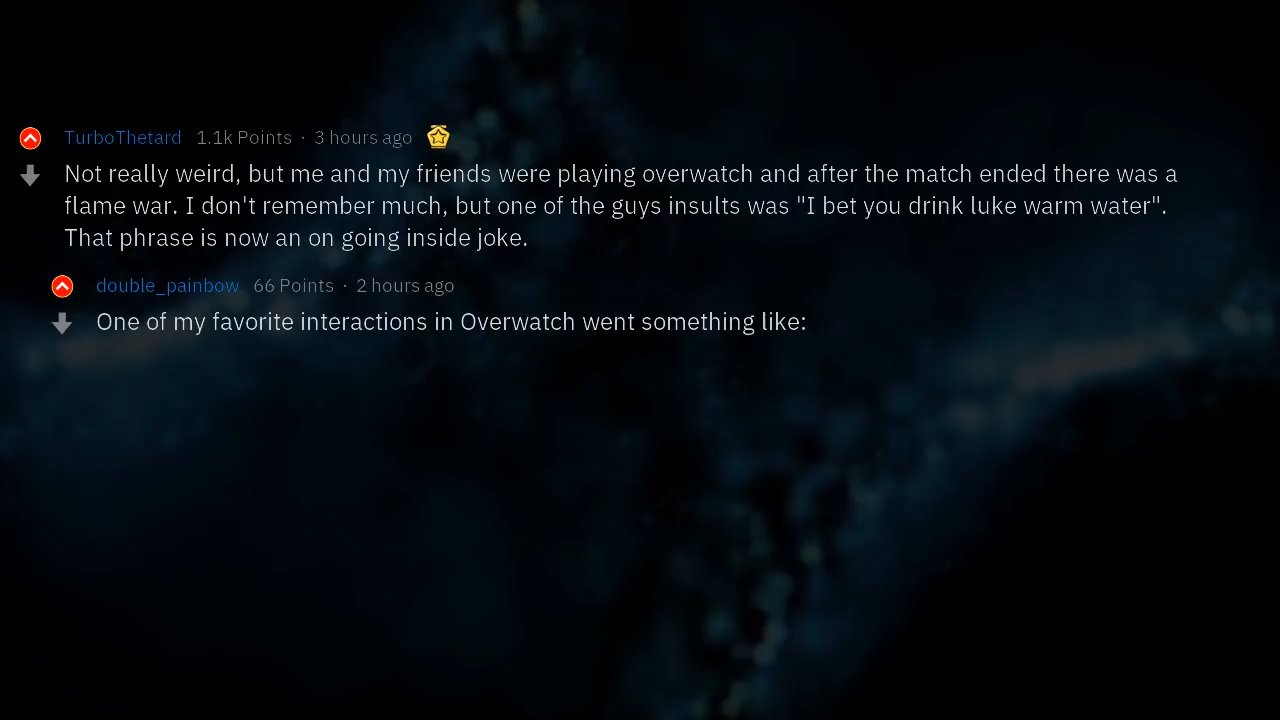 TurboThetard 1.1k Points · 3 hours ago
Not really weird, but me and my friends were playing overwatch and after the match ended there was a
flame war. I don't remember much, but one of the guys insults was "I bet you drink luke warm water".
That phrase is now an on going inside joke.
double_painbow 66 Points · 2 hours ago
One of my favorite interactions in Overwatch went something like: